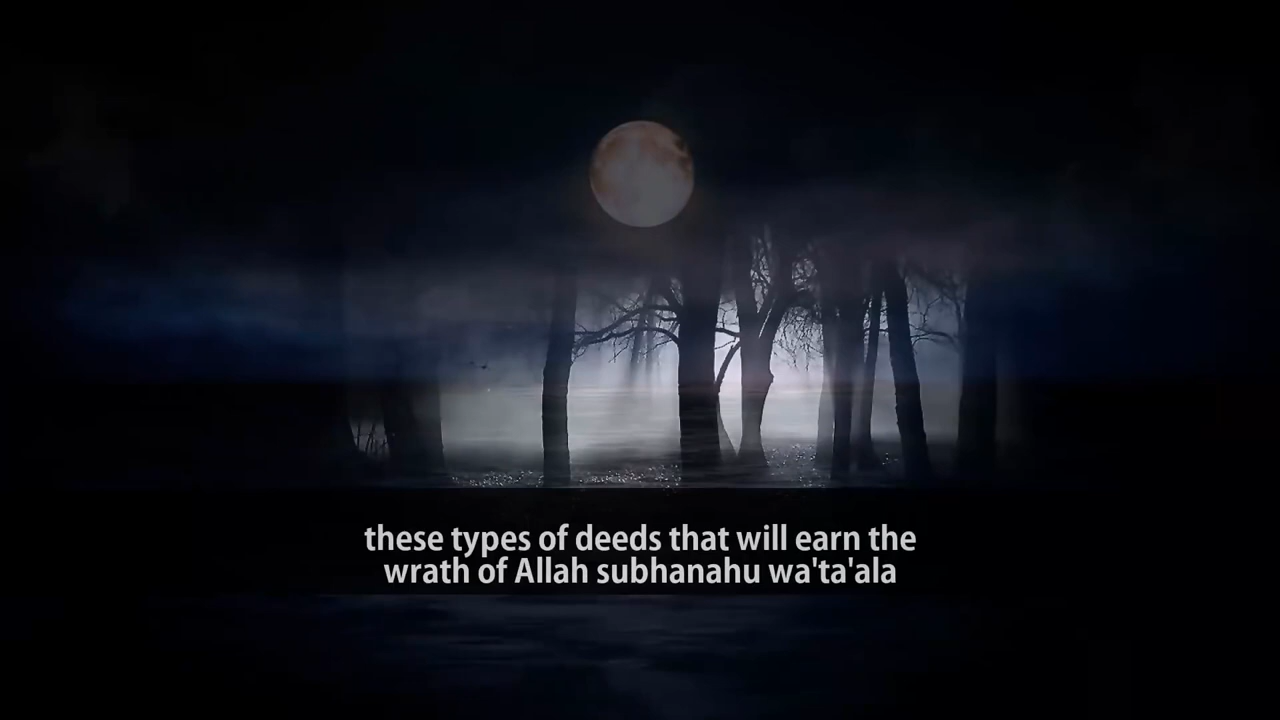 these types of deeds that will earn the
wrath of Allah subhanahu wa'ta'ala